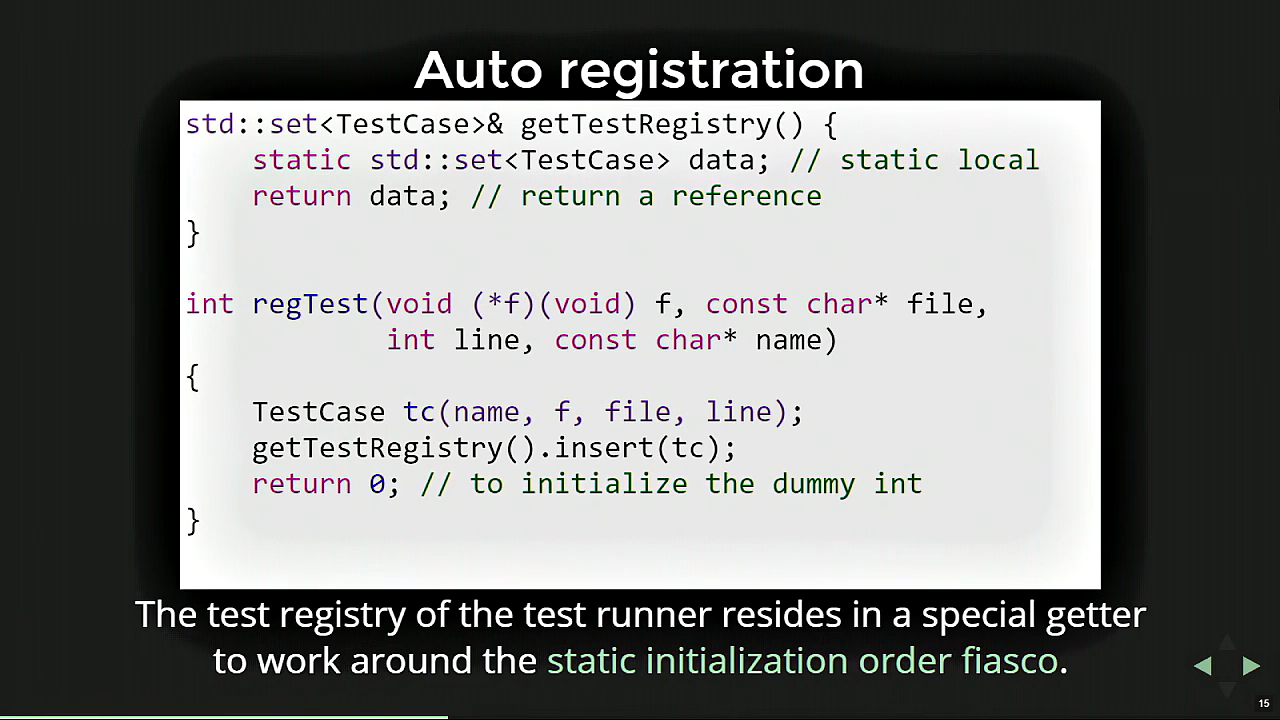 Auto registration
std::set<TestCase>& getTestRegistry() {
    static std::set<TestCase> data; // static local
    return data; // return a reference
}
int regTest(void (*f)(void) f, const char* file,
            int line, const char* name)
{
    TestCase tc(name, f, file, line);
    getTestRegistry().insert(tc);
    return 0; // to initialize the dummy int
}
The test registry of the test runner resides in a special getter
to work around the static initialization order fiasco.
15